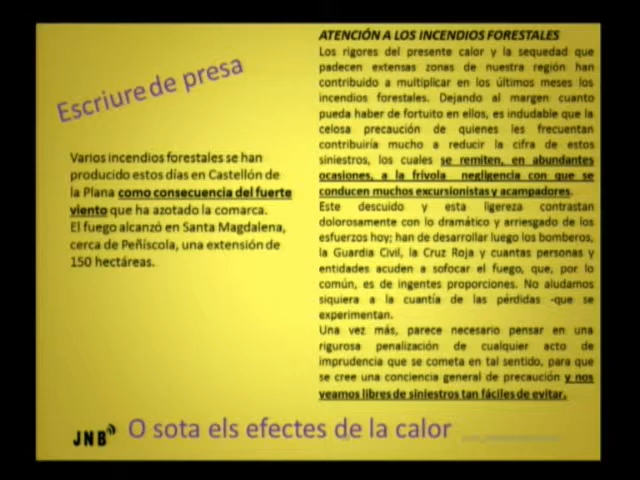 Escriure de presa
Varios incendios forestales se han
producido estos días en Castellón de
la Plana como consecuencia del fuerte
viento que ha azotado la comarca.
El fuego alcanzó en Santa Magdalena,
cerca de Peñíscola, una extensión de
150 hectáreas.
ATENCIÓN A LOS INCENDIOS FORESTALES
Los rigores del presente calor y la sequedad que
padecen extensas zonas de nuestra región han
contribuido a multiplicar en los últimos meses los
incendios forestales. Dejando al margen cuanto
pueda haber de fortuito en ellos, es indudable que la
celosa precaución de quienes les frecuentan
contribuiría mucho a reducir la cifra de estos
siniestros, los cuales se remiten, en abundantes
ocasiones, a la frívola negligencia con que se
conducen muchos excursionistas y acampadores.
Este descuido y esta ligereza contrastan
dolorosamente con lo dramático y arriesgado de los
esfuerzos hoy; han de desarrollar luego los bomberos,
la Guardia Civil, la Cruz Roja y cuantas personas y
entidades acuden a sofocar el fuego, que, por lo
común, es de ingentes proporciones. No aludamos
siquiera a la cuantía de las pérdidas -que se
experimentan.
Una vez más, parece necesario pensar en una
rigurosa penalización de cualquier acto de
imprudencia que se cometa en tal sentido, para que
se cree una conciencia general de precaución y nos
veamos libres de siniestros tan fáciles de evitar.
JNB O sota els efectes de la calor